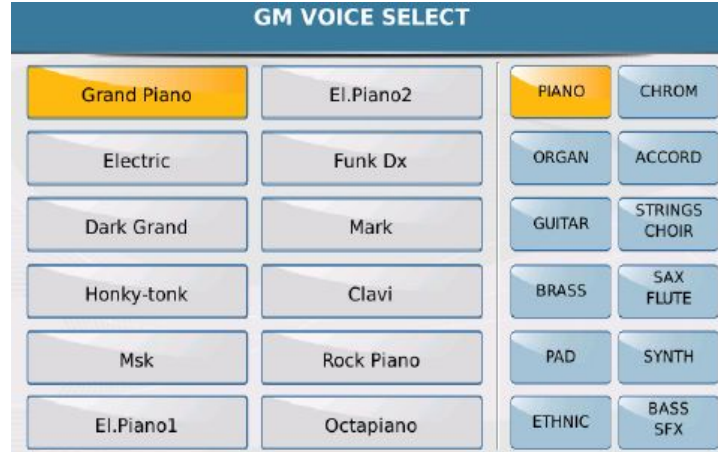 GM VOICE SELECT
Grand Piano
El.Piano2
PIANO
CHROM
Electric
Funk Dx
ORGAN
ACCORD
Dark Grand
Mark
GUITAR
STRINGS
CHOIR
Honky-tonk
Clavi
BRASS
SAX
FLUTE
Msk
Rock Piano
PAD
SYNTH
El.Piano1
Octapiano
ETHNIC
BASS
SFX